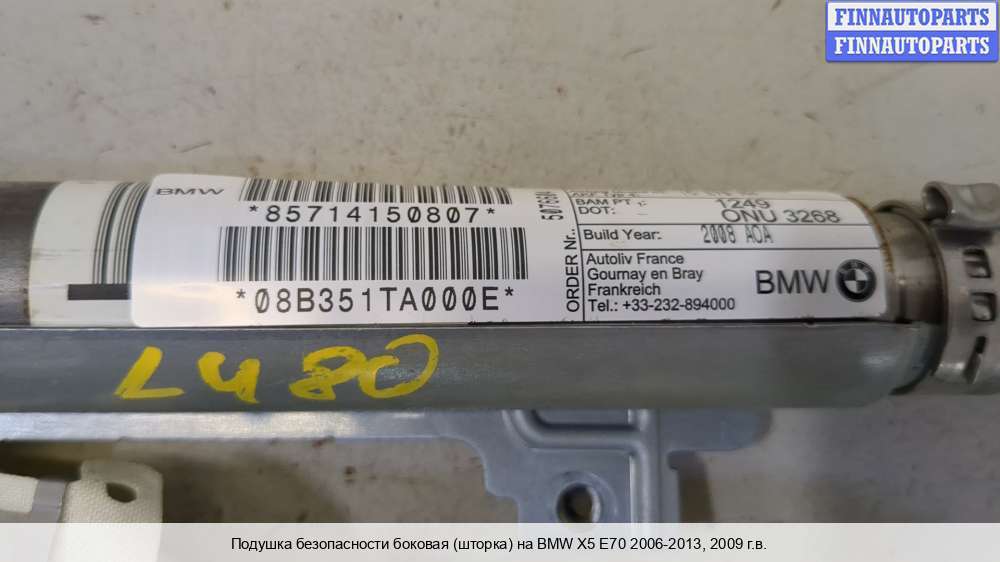 FINNAUTOPARTS
FINNAUTOPARTS
BMW
*85714150807*
*08B351TA000E*
ORDER Nr.:
BAM PT
1249
DOT:
ONU 3268
Build Year:
2008 AOA
Autoliv France
Gournay en Bray
Frankreich
Tel.: +33-232-894000
BMW
L480
Подушка безопасности боковая (шторка) на BMW X5 E70 2006-2013, 2009 г.в.